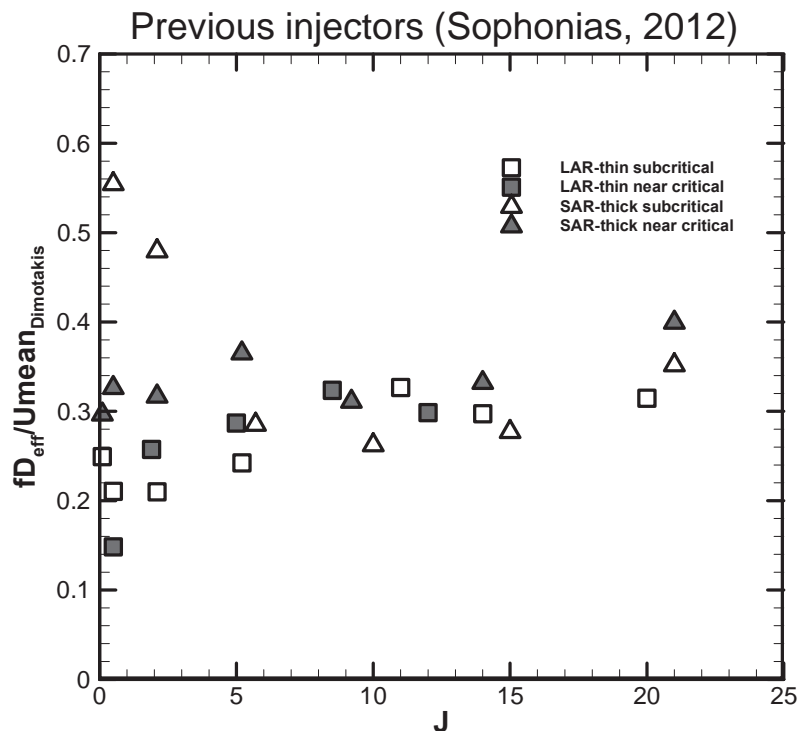 Previous injectors (Sophonias, 2012)
0.7
0.6
0.5
0.4
0.3
0.2
0.1
0
fD_eff/Umean_Dimotakis
LAR-thin subcritical
LAR-thin near critical
SAR-thick subcritical
SAR-thick near critical
0 5 10 15 20 25
J